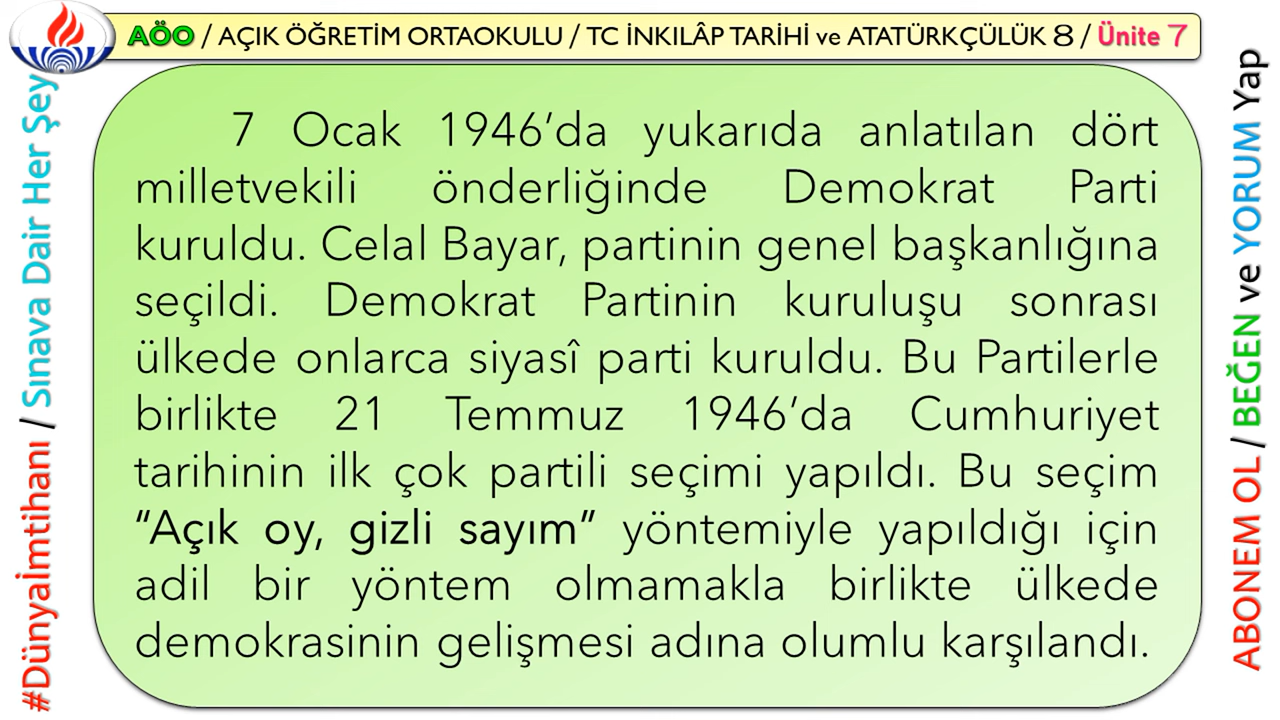 AÖO / AÇIK ÖĞRETİM ORTAOKULU / TC İNKILÂP TARİHİ ve ATATÜRKÇÜLÜK 8 / Ünite 7
#Dünyaimtihanı / Sınava Dair Her Şey
7 Ocak 1946’da yukarıda anlatılan dört
milletvekili önderliğinde Demokrat Parti
kuruldu. Celal Bayar, partinin genel başkanlığına
seçildi. Demokrat Partinin kuruluşu sonrası
ülkede onlarca siyasî parti kuruldu. Bu Partilerle
birlikte 21 Temmuz 1946’da Cumhuriyet
tarihinin ilk çok partili seçimi yapıldı. Bu seçim
“Açık oy, gizli sayım” yöntemiyle yapıldığı için
adil bir yöntem olmamakla birlikte ülkede
demokrasinin gelişmesi adına olumlu karşılandı.
ABONEM OL / BEĞEN ve YORUM Yap